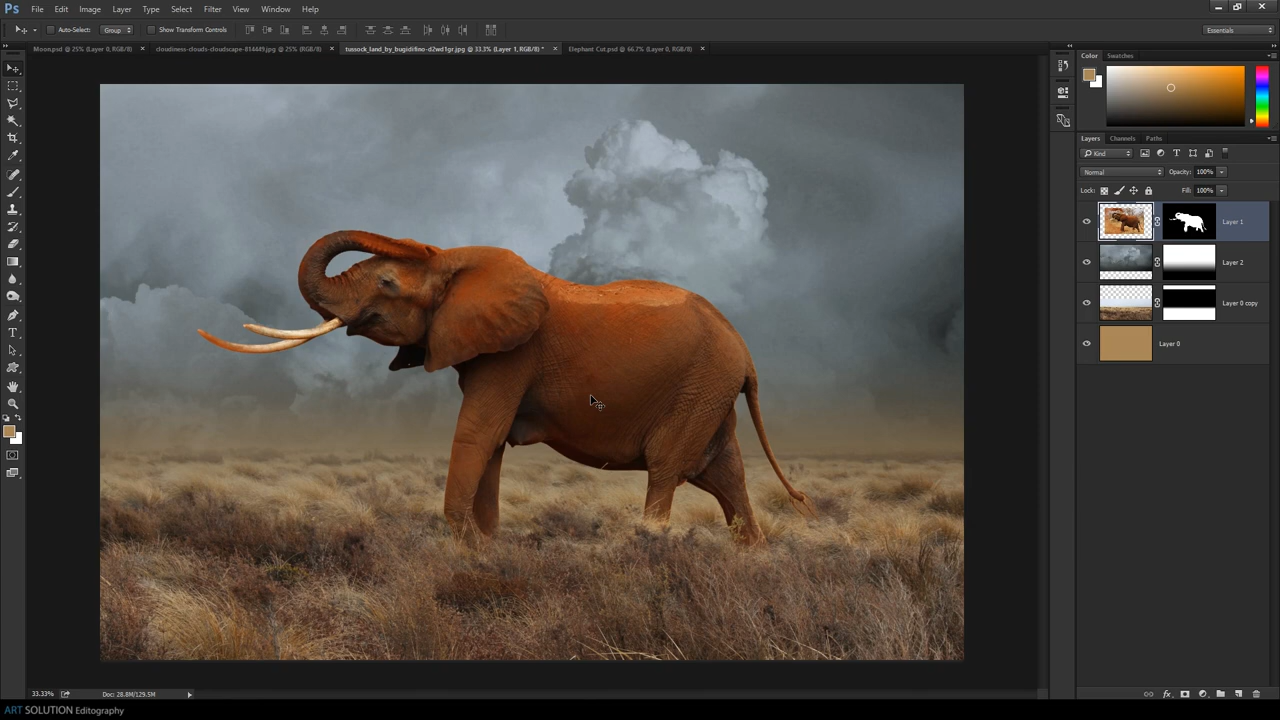 Ps File Edit Image Layer Type Select Filter View Window Help
Auto-Select: Group Show Transform Controls Essentials
Moon.psd @ 25% (Layer 0, RGB/8) cloudiness-clouds-cloudscape-814449.jpg @ 25% (RGB/8) tussock_land_by_bugidifino-d2wd1gr.jpg @ 33.3% (Layer 1, RGB/8) * Elephant Cut.psd @ 66.7% (Layer 0, RGB/8)
Color Swatches
Layers Channels Paths
Kind
Normal Opacity: 100%
Lock: Fill: 100%
Layer 1
Layer 2
Layer 0 copy
Layer 0
33.33% Doc: 28.8M/129.5M
ART SOLUTION Editography